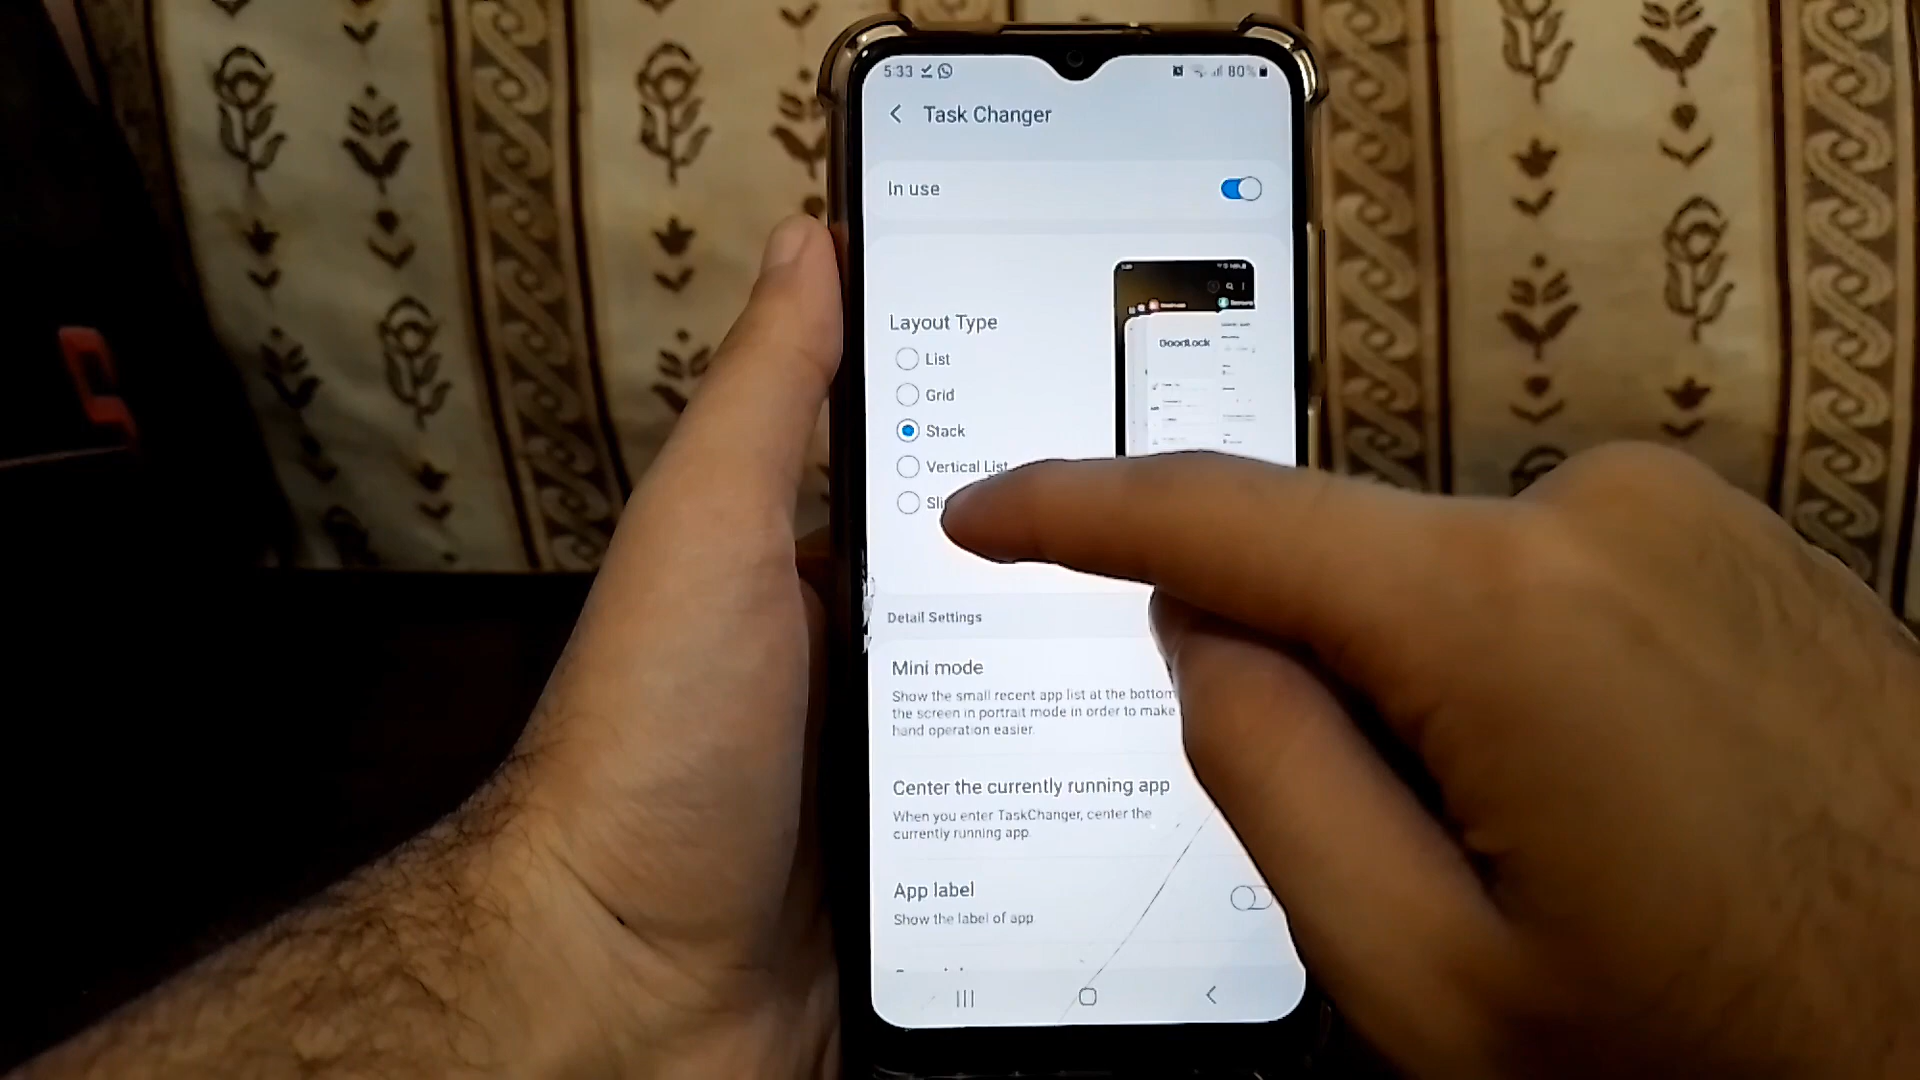 5:33 80%
Task Changer
In use
Layout Type
List
Grid
Stack
Vertical List
GoodLock
Detail Settings
Mini mode
Show the small recent app list at the bottom
the screen in portrait mode in order to make
hand operation easier.
Center the currently running app
When you enter TaskChanger, center the
currently running app.
App label
Show the label of app